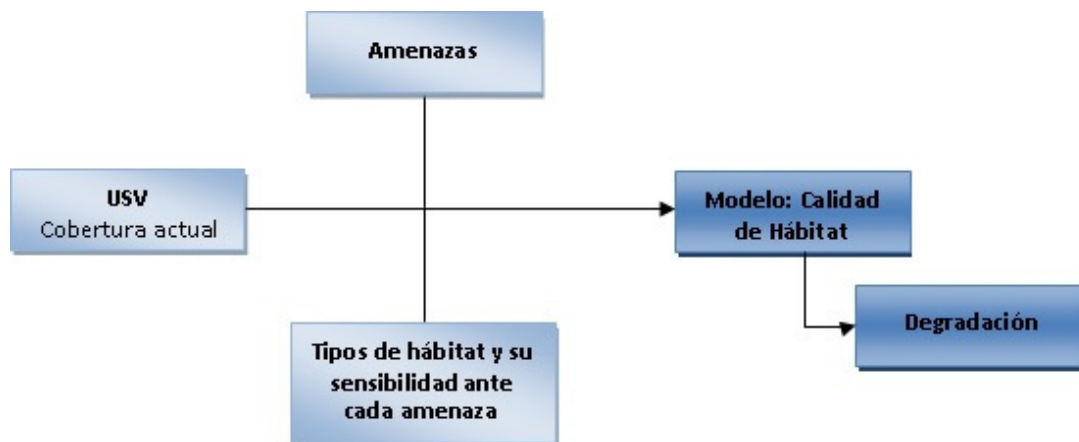 Amenazas
USV
Cobertura actual
Modelo: Calidad
de Hábitat
Degradación
Tipos de hábitat y su
sensibilidad ante
cada amenaza